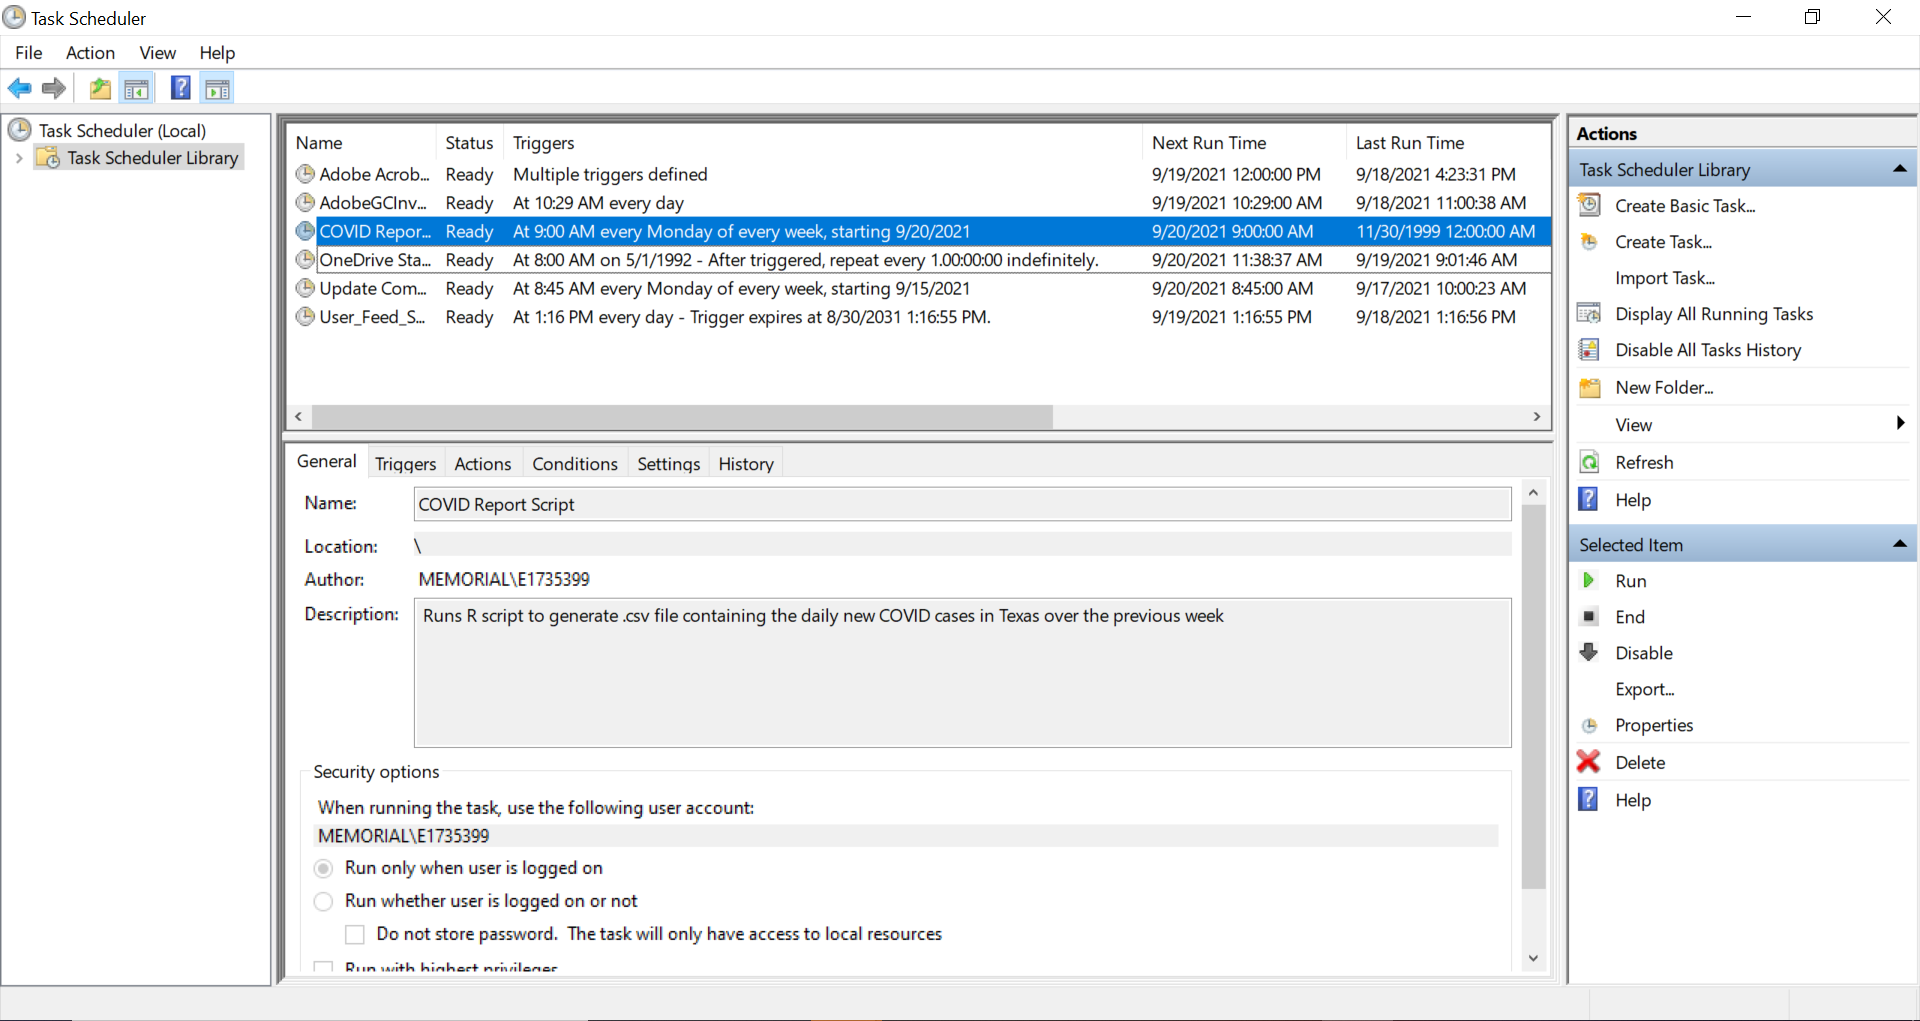 Task Scheduler
File Action View Help
Task Scheduler (Local)
Task Scheduler Library
Name Status Triggers Next Run Time Last Run Time
Adobe Acrob... Ready Multiple triggers defined 9/19/2021 12:00:00 PM 9/18/2021 4:23:31 PM
AdobeGCInv... Ready At 10:29 AM every day 9/19/2021 10:29:00 AM 9/18/2021 11:00:38 AM
COVID Repor... Ready At 9:00 AM every Monday of every week, starting 9/20/2021 9/20/2021 9:00:00 AM 11/30/1999 12:00:00 AM
OneDrive Sta... Ready At 8:00 AM on 5/1/1992 - After triggered, repeat every 1.00:00:00 indefinitely. 9/20/2021 11:38:37 AM 9/19/2021 9:01:46 AM
Update Com... Ready At 8:45 AM every Monday of every week, starting 9/15/2021 9/20/2021 8:45:00 AM 9/17/2021 10:00:23 AM
User_Feed_S... Ready At 1:16 PM every day - Trigger expires at 8/30/2031 1:16:55 PM. 9/19/2021 1:16:55 PM 9/18/2021 1:16:56 PM
General Triggers Actions Conditions Settings History
Name: COVID Report Script
Location: \
Author: MEMORIAL\E1735399
Description: Runs R script to generate .csv file containing the daily new COVID cases in Texas over the previous week
Security options
When running the task, use the following user account:
MEMORIAL\E1735399
Run only when user is logged on
Run whether user is logged on or not
Do not store password. The task will only have access to local resources
Run with highest privileges
Actions
Task Scheduler Library
Create Basic Task...
Create Task...
Import Task...
Display All Running Tasks
Disable All Tasks History
New Folder...
View
Refresh
Help
Selected Item
Run
End
Disable
Export...
Properties
Delete
Help